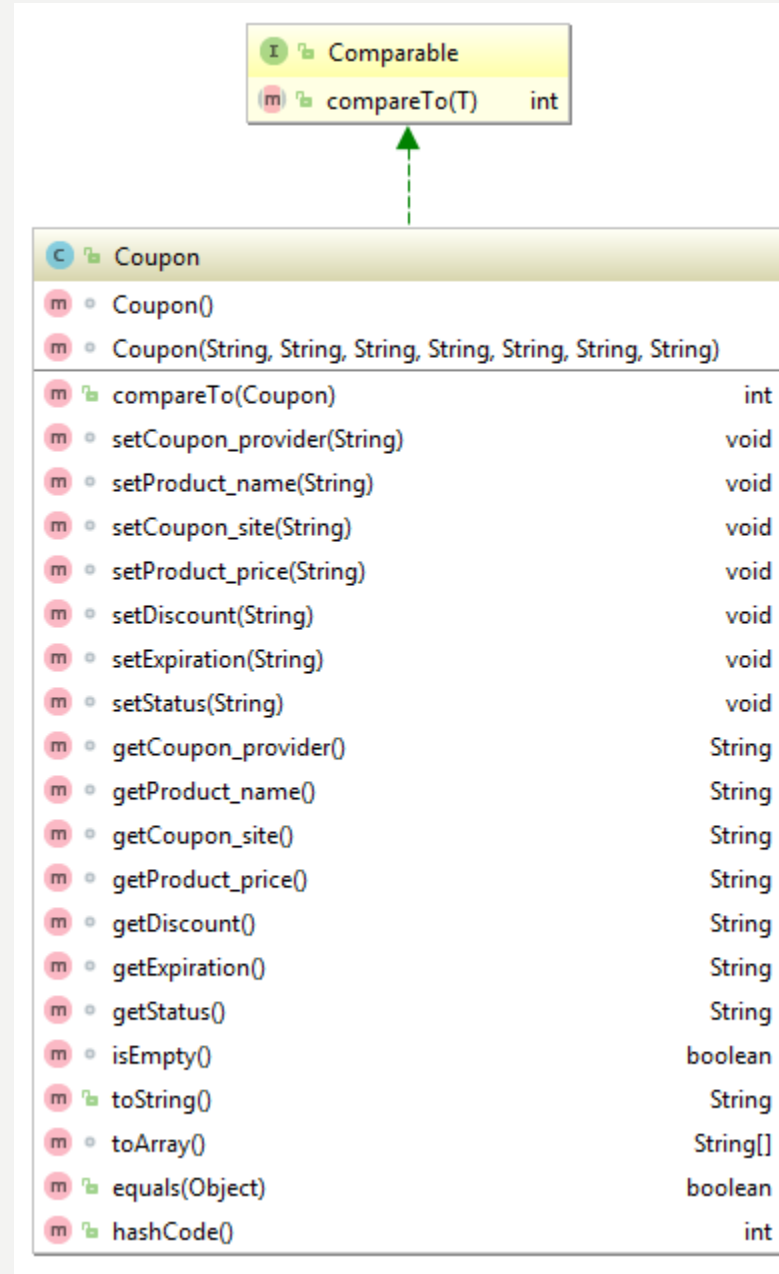 I Comparable
m compareTo(T) int
C Coupon
m Coupon()
m Coupon(String, String, String, String, String, String, String)
m compareTo(Coupon) int
m setCoupon_provider(String) void
m setProduct_name(String) void
m setCoupon_site(String) void
m setProduct_price(String) void
m setDiscount(String) void
m setExpiration(String) void
m setStatus(String) void
m getCoupon_provider() String
m getProduct_name() String
m getCoupon_site() String
m getProduct_price() String
m getDiscount() String
m getExpiration() String
m getStatus() String
m isEmpty() boolean
m toString() String
m toArray() String[]
m equals(Object) boolean
m hashCode() int